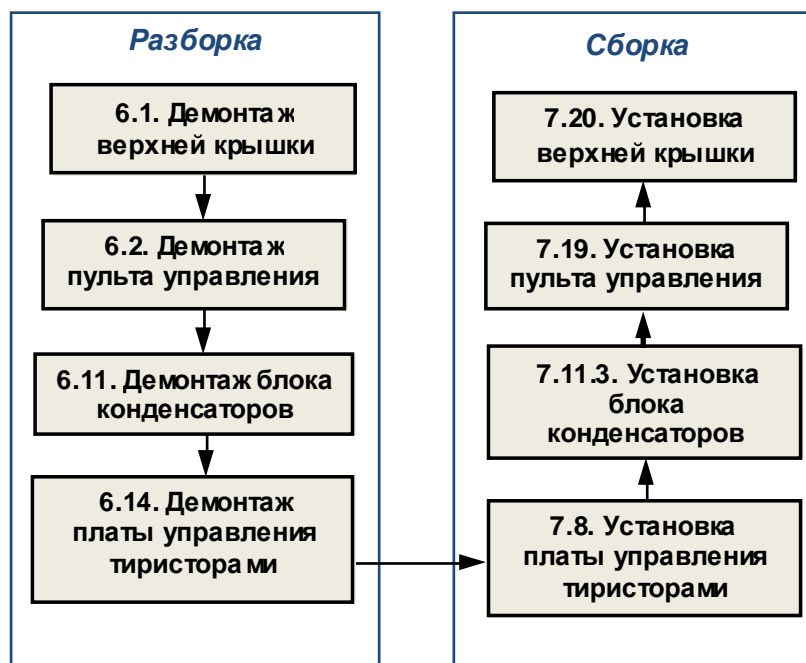 Разборка
6.1. Демонтаж
верхней крышки
6.2. Демонтаж
пульта управления
6.11. Демонтаж блока
конденсаторов
6.14. Демонтаж
платы управления
тиристорами
Сборка
7.20. Установка
верхней крышки
7.19. Установка
пульта управления
7.11.3. Установка
блока
конденсаторов
7.8. Установка
платы управления
тиристорами